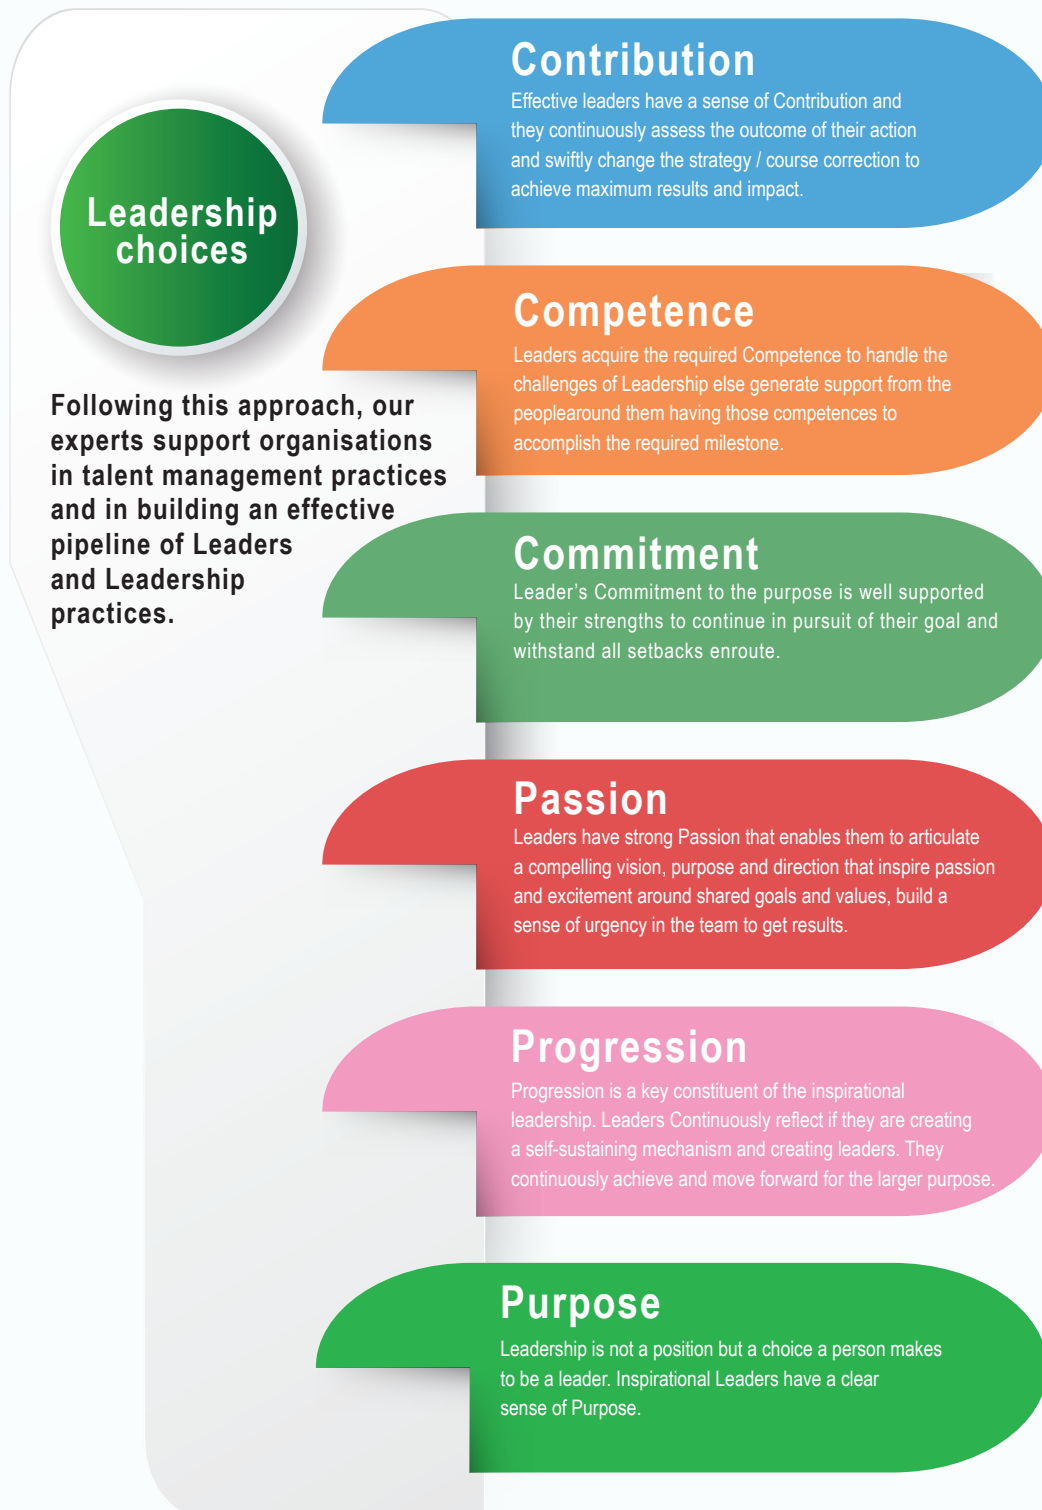 Leadership
choices
Following this approach, our
experts support organisations
in talent management practices
and in building an effective
pipeline of Leaders
and Leadership
practices.
Contribution
Effective leaders have a sense of Contribution and
they continuously assess the outcome of their action
and swiftly change the strategy / course correction to
achieve maximum results and impact.
Competence
Leaders acquire the required Competence to handle the
challenges of Leadership else generate support from the
peoplearound them having those competences to
accomplish the required milestone.
Commitment
Leader’s Commitment to the purpose is well supported
by their strengths to continue in pursuit of their goal and
withstand all setbacks enroute.
Passion
Leaders have strong Passion that enables them to articulate
a compelling vision, purpose and direction that inspire passion
and excitement around shared goals and values, build a
sense of urgency in the team to get results.
Progression
Progression is a key constituent of the inspirational
leadership. Leaders Continuously reflect if they are creating
a self-sustaining mechanism and creating leaders. They
continuously achieve and move forward for the larger purpose.
Purpose
Leadership is not a position but a choice a person makes
to be a leader. Inspirational Leaders have a clear
sense of Purpose.